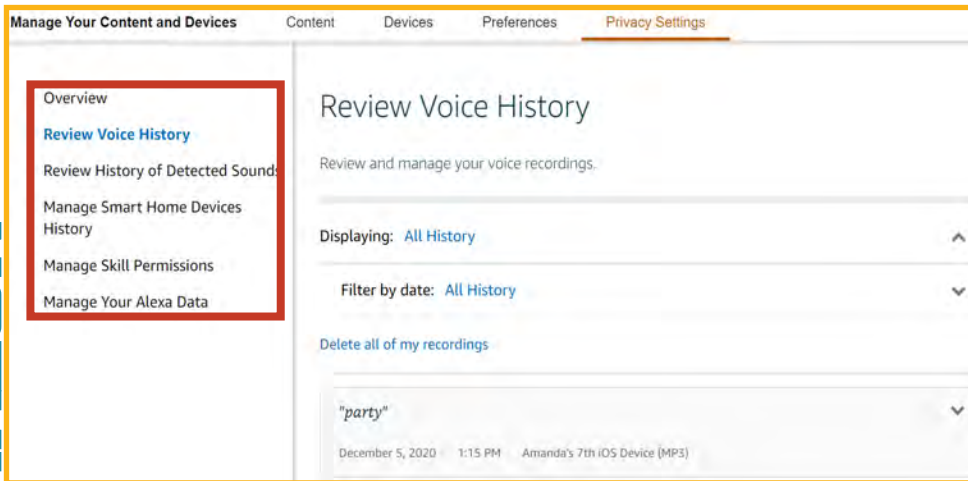 Manage Your Content and Devices Content Devices Preferences Privacy Settings
Overview
Review Voice History
Review History of Detected Sounds
Manage Smart Home Devices
History
Manage Skill Permissions
Manage Your Alexa Data
Review Voice History
Review and manage your voice recordings.
Displaying: All History
Filter by date: All History
Delete all of my recordings
"party"
December 5, 2020 1:15 PM Amanda's 7th iOS Device (MP3)